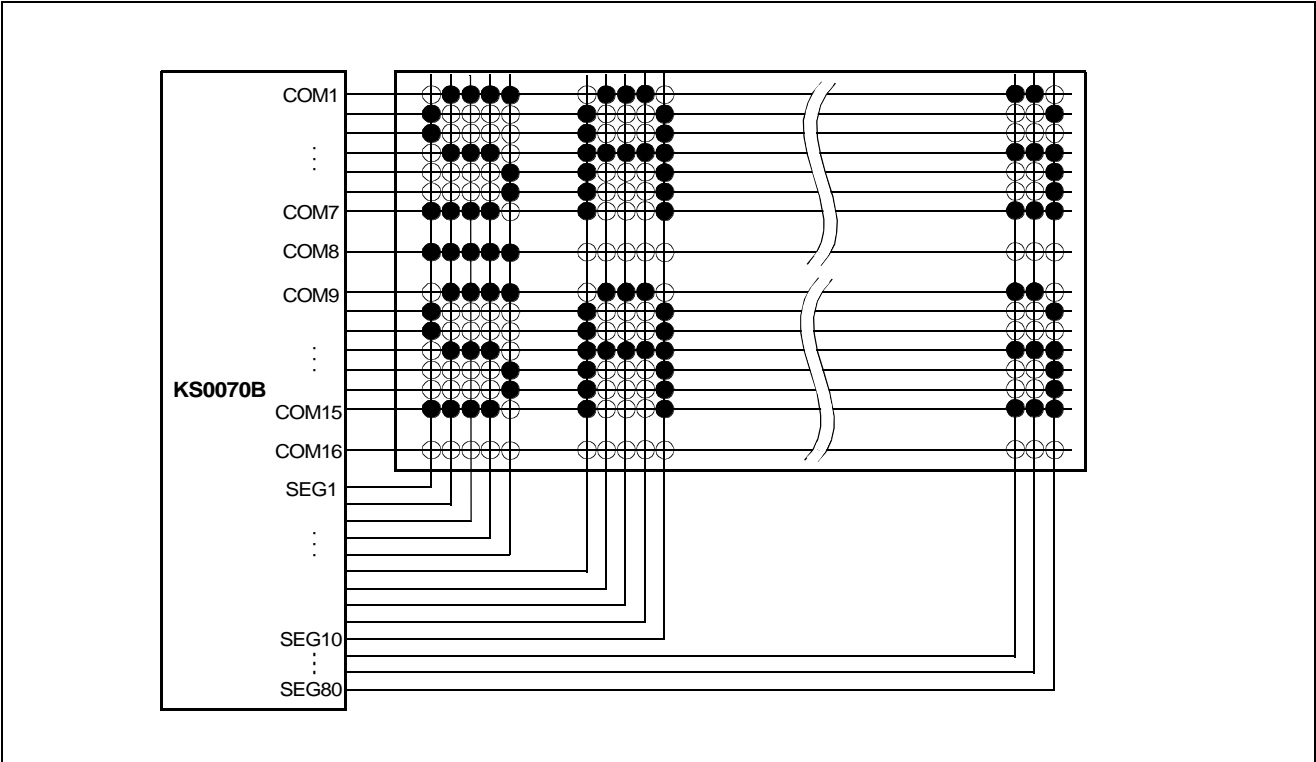 COM1
⋮
COM7
COM8
COM9
⋮
KS0070B
COM15
COM16
SEG1
⋮
SEG10
⋮
SEG80